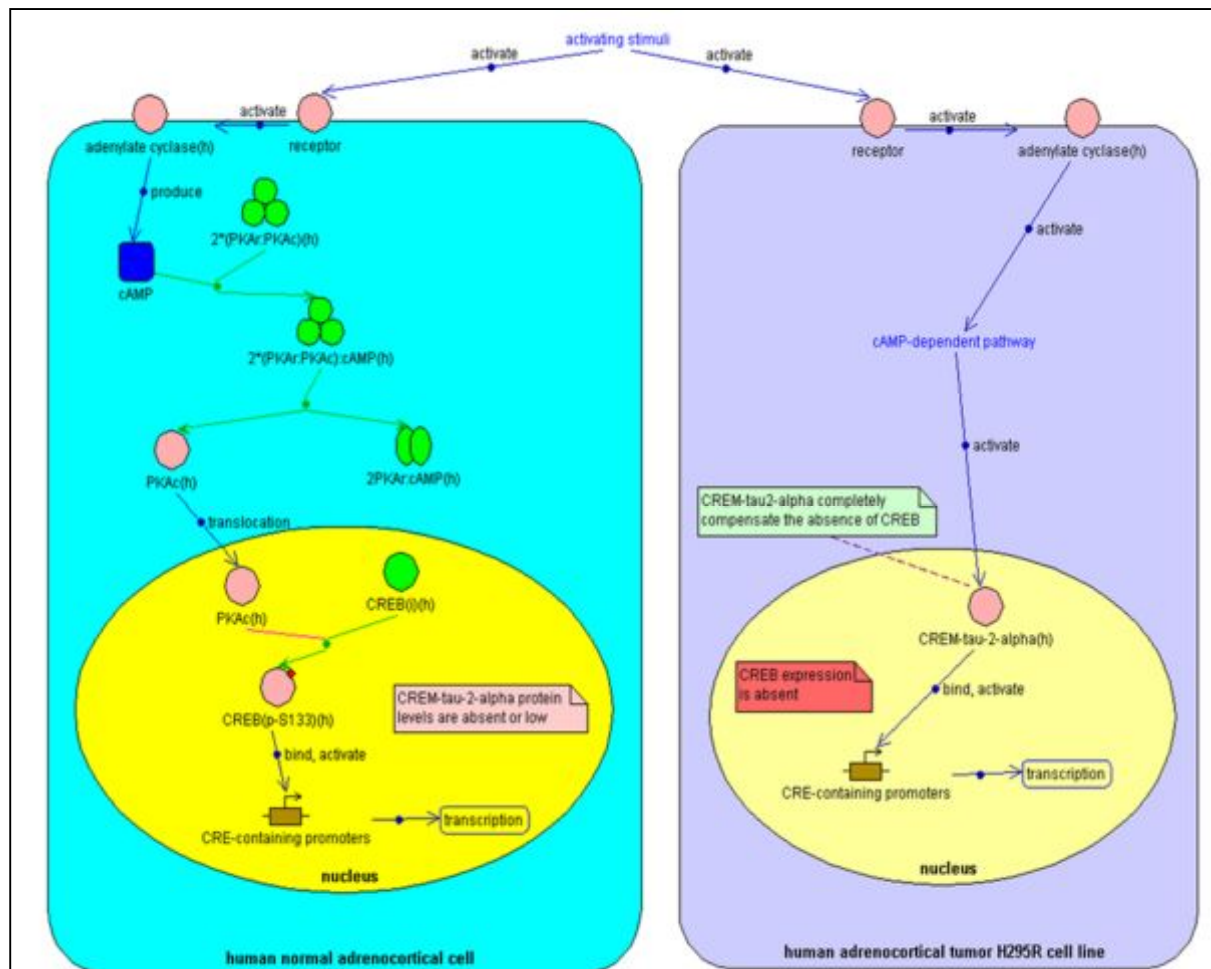 activating stimuli
activate
activate
activate
adenylate cyclase(h)
receptor
produce
2*(PKAr:PKAc)(h)
cAMP
2*(PKAr:PKAc):cAMP(h)
PKAc(h)
2PKAr:cAMP(h)
translocation
PKAc(h)
CREB(i)(h)
CREB(p-S133)(h)
CREM-tau-2-alpha protein
levels are absent or low
bind, activate
CRE-containing promoters
transcription
nucleus
human normal adrenocortical cell
activate
receptor
adenylate cyclase(h)
activate
cAMP-dependent pathway
activate
CREM-tau2-alpha completely
compensate the absence of CREB
CREM-tau-2-alpha(h)
CREB expression
is absent
bind, activate
CRE-containing promoters
transcription
nucleus
human adrenocortical tumor H295R cell line